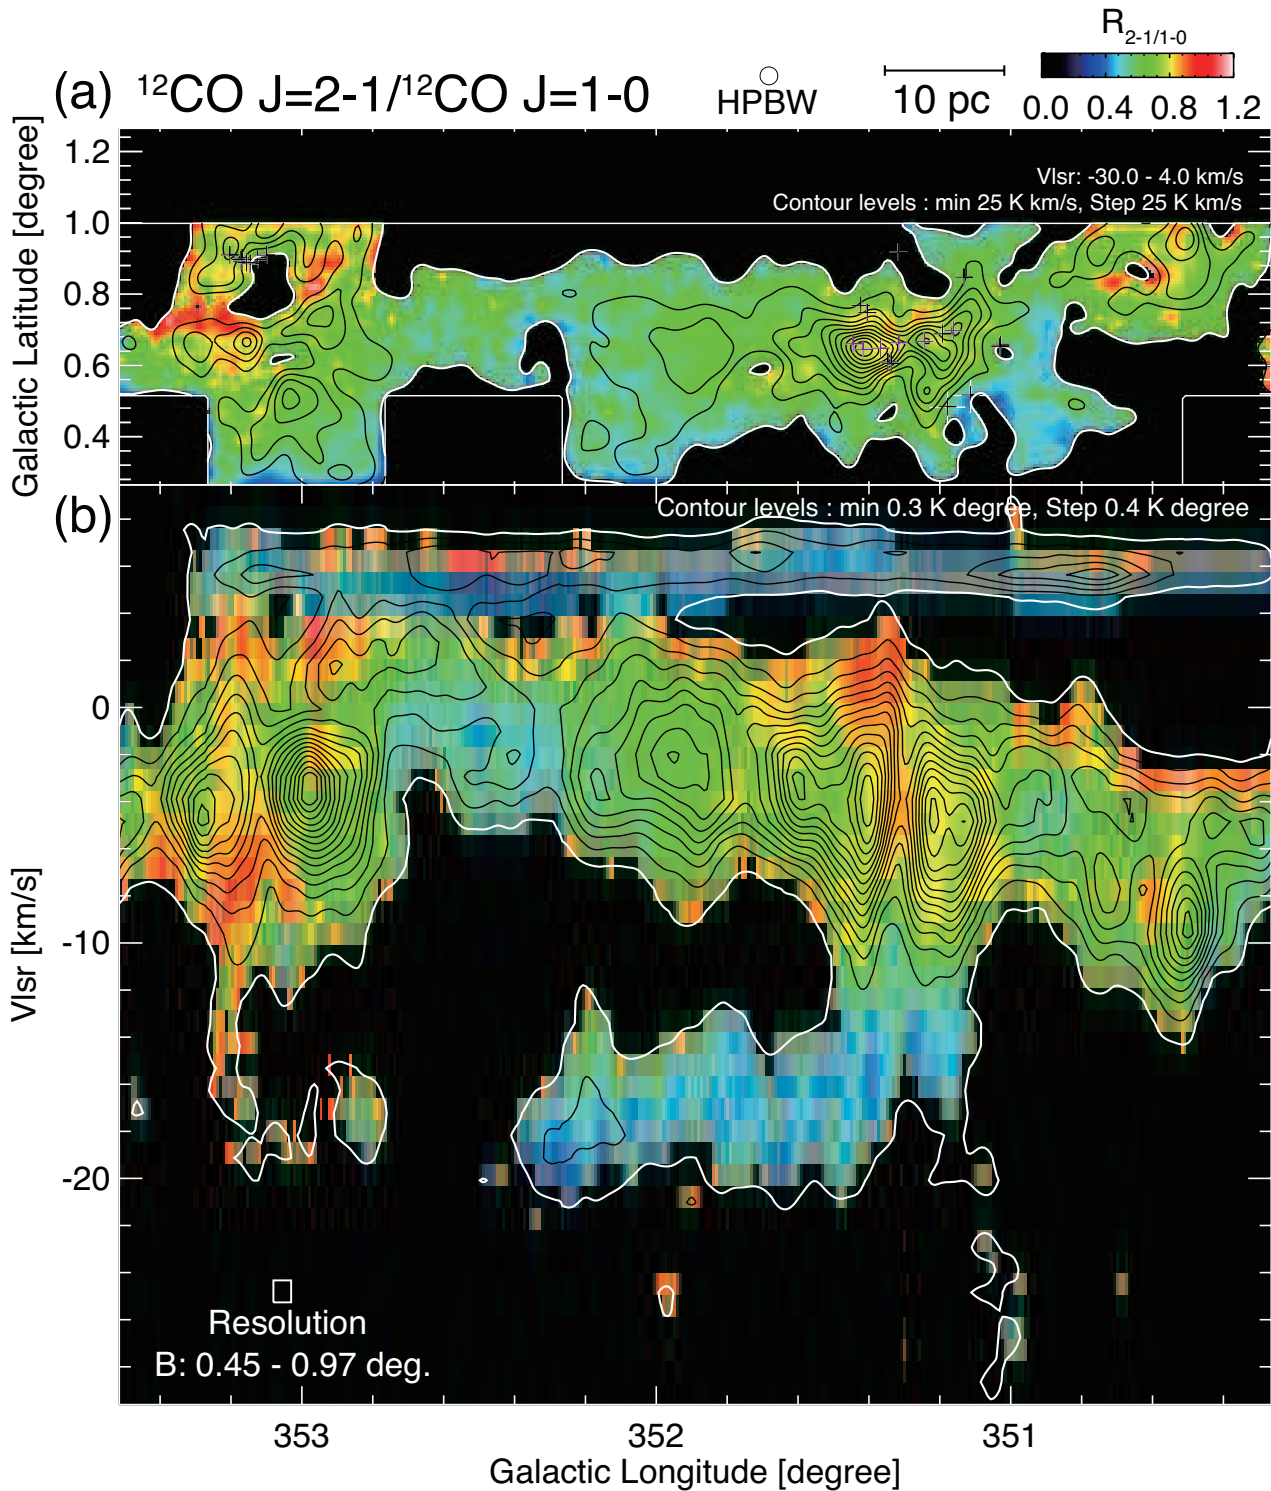 R2-1/1-0
(a) ¹²CO J=2-1/¹²CO J=1-0
HPBW
10 pc
0.0 0.4 0.8 1.2
Vlsr: -30.0 - 4.0 km/s
Contour levels : min 25 K km/s, Step 25 K km/s
Galactic Latitude [degree]
1.2
1.0
0.8
0.6
0.4
(b)
Contour levels : min 0.3 K degree, Step 0.4 K degree
Vlsr [km/s]
0
-10
-20
Resolution
B: 0.45 - 0.97 deg.
353 352 351
Galactic Longitude [degree]